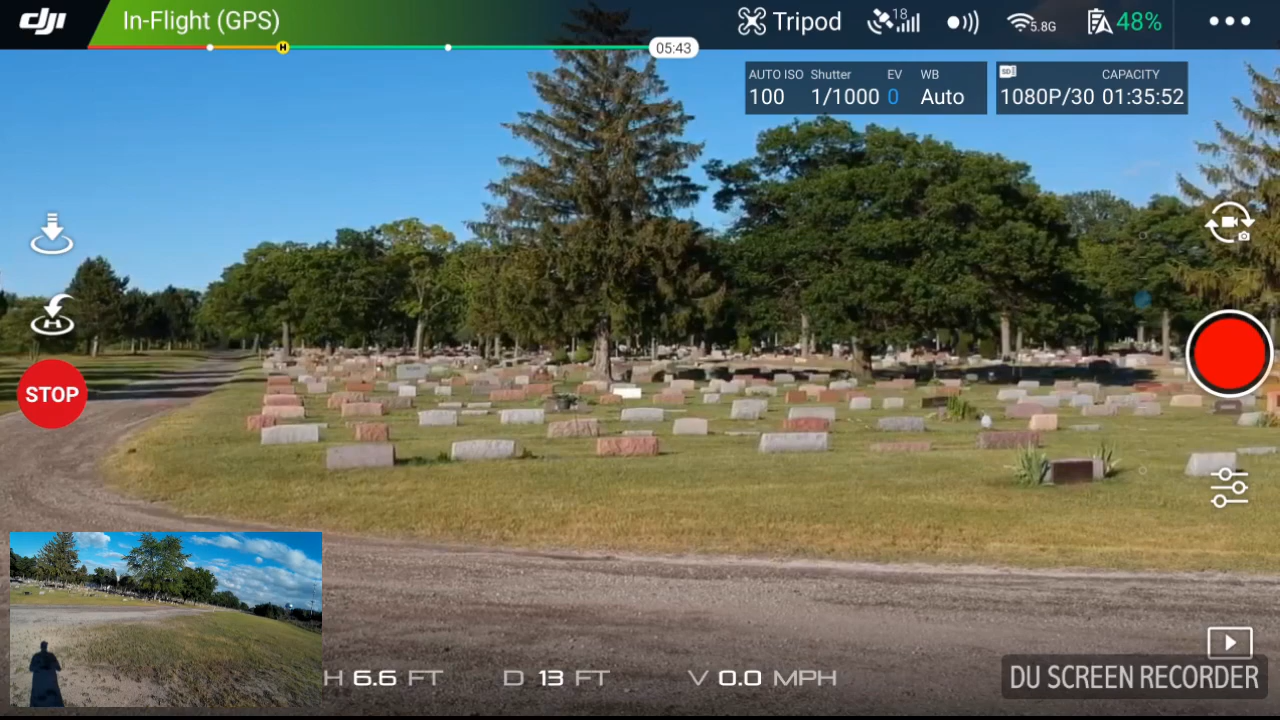 dji In-Flight (GPS) Tripod 18 5.8G 48%
H 05:43
AUTO ISO Shutter EV WB CAPACITY
100 1/1000 0 Auto 1080P/30 01:35:52
H
STOP
H 6.6 FT D 13 FT V 0.0 MPH
DU SCREEN RECORDER